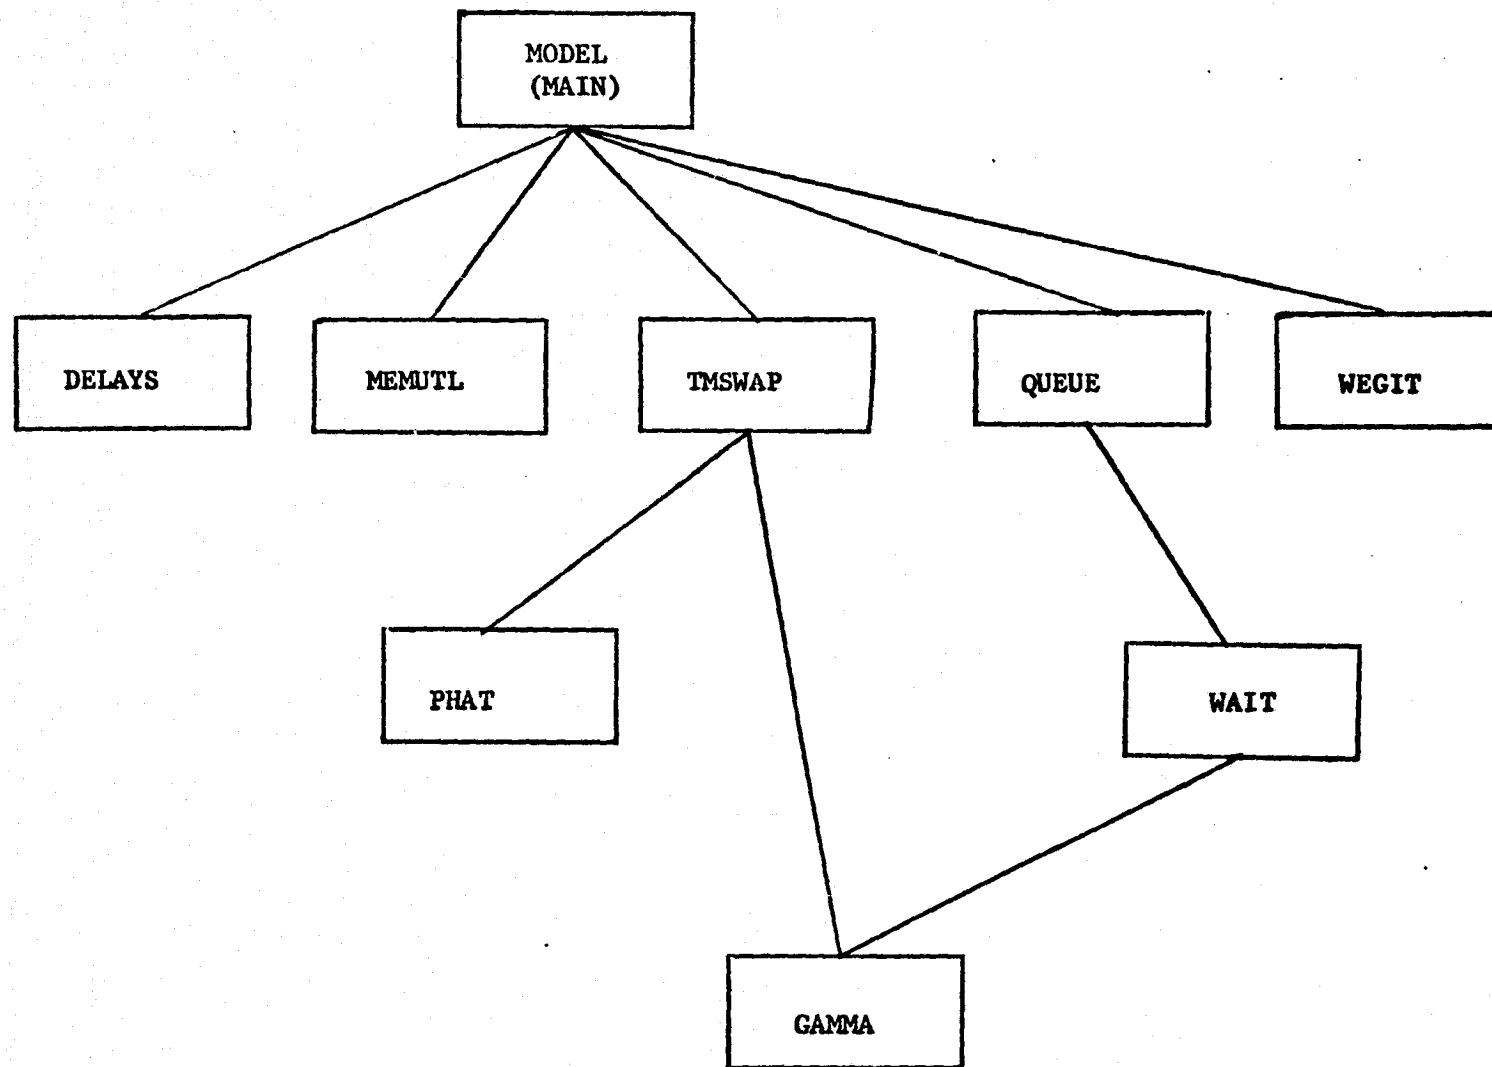 MODEL
(MAIN)
DELAYS
MEMUTL
TMSWAP
QUEUE
WEGIT
PHAT
WAIT
GAMMA